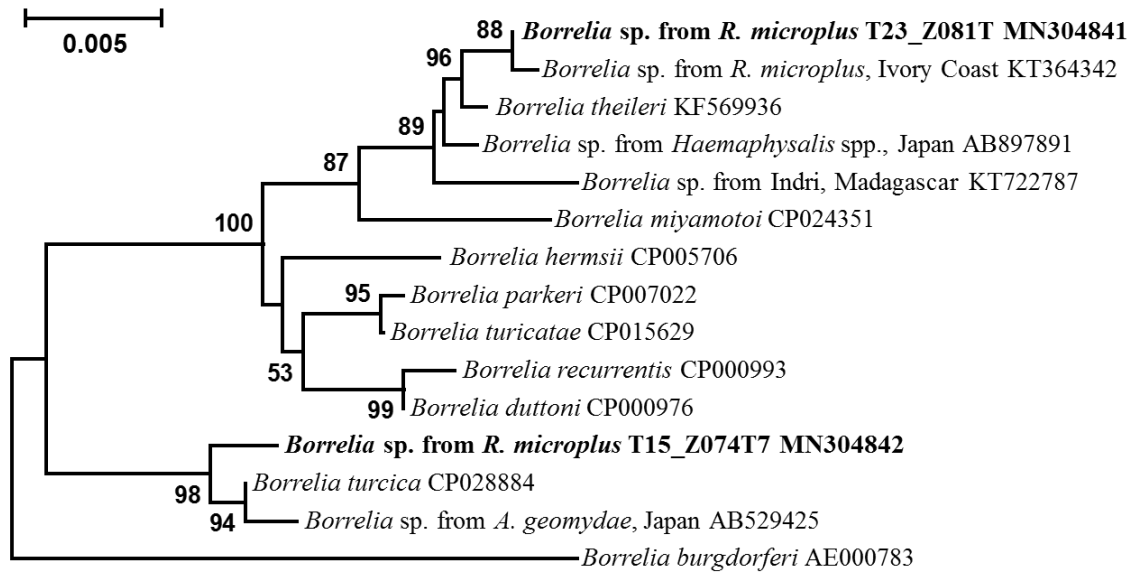 0.005
88 Borrelia sp. from R. microplus T23_Z081T MN304841
96 Borrelia sp. from R. microplus, Ivory Coast KT364342
Borrelia theileri KF569936
89 Borrelia sp. from Haemaphysalis spp., Japan AB897891
87 Borrelia sp. from Indri, Madagascar KT722787
100 Borrelia miyamotoi CP024351
Borrelia hermsii CP005706
95 Borrelia parkeri CP007022
Borrelia turicatae CP015629
53 Borrelia recurrentis CP000993
99 Borrelia duttoni CP000976
Borrelia sp. from R. microplus T15_Z074T7 MN304842
98 Borrelia turcica CP028884
94 Borrelia sp. from A. geomydae, Japan AB529425
Borrelia burgdorferi AE000783